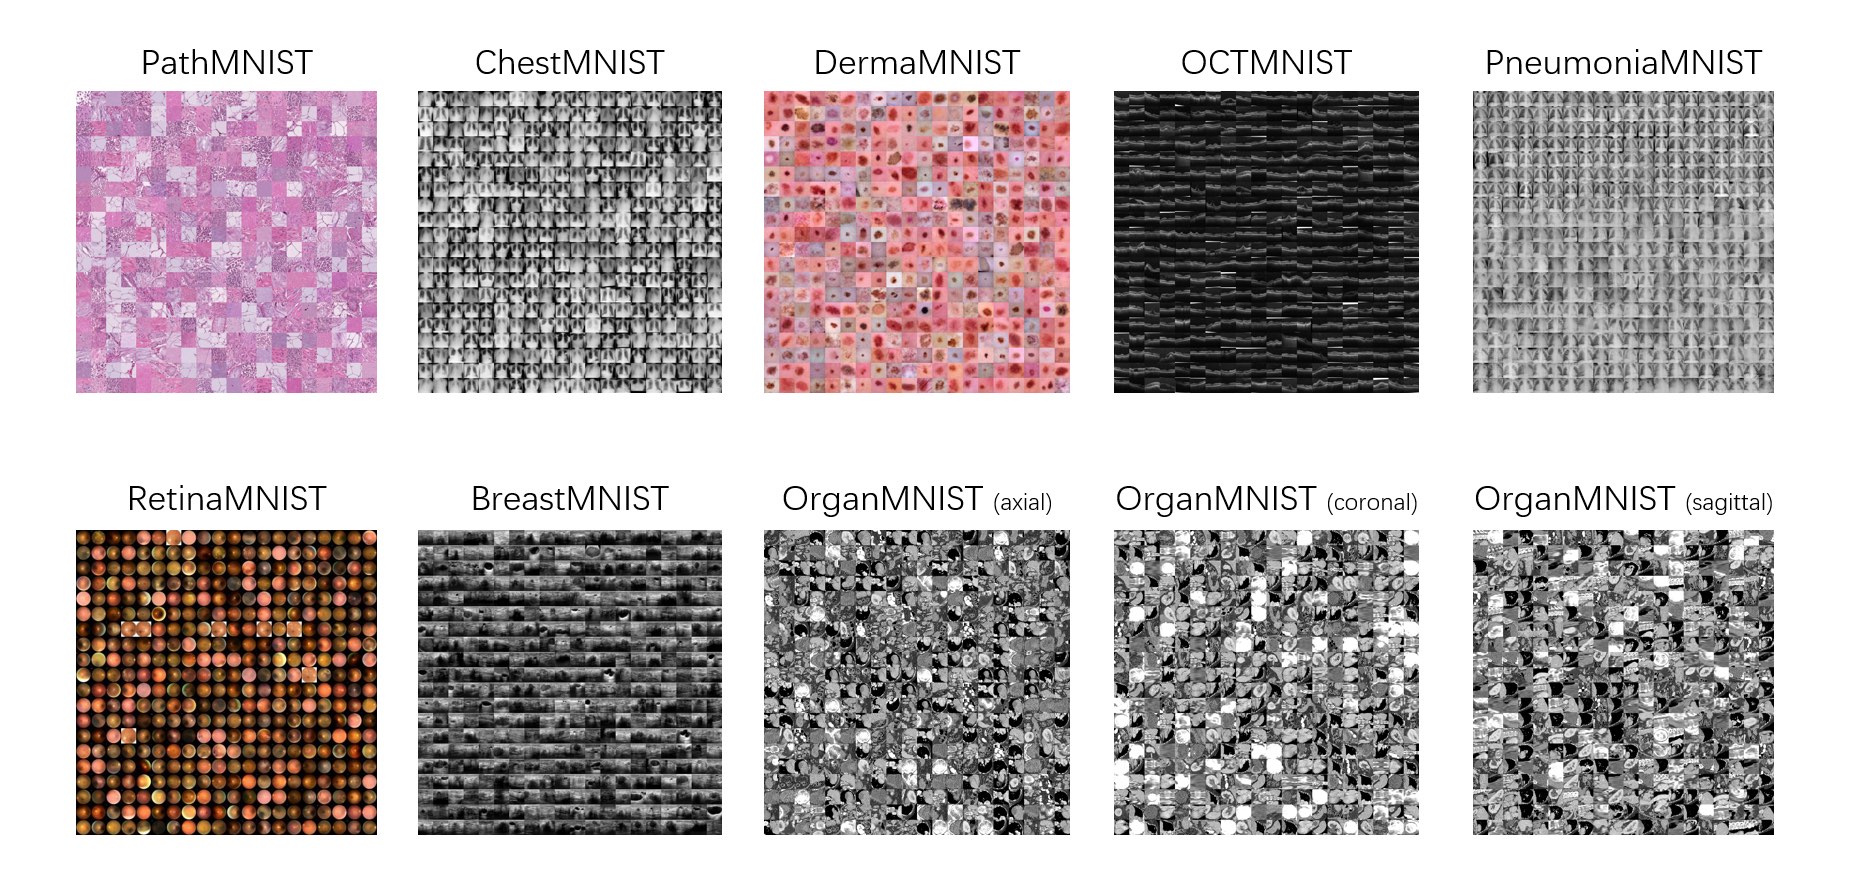 PathMNIST
ChestMNIST
DermaMNIST
OCTMNIST
PneumoniaMNIST
RetinaMNIST
BreastMNIST
OrganMNIST (axial)
OrganMNIST (coronal)
OrganMNIST (sagittal)